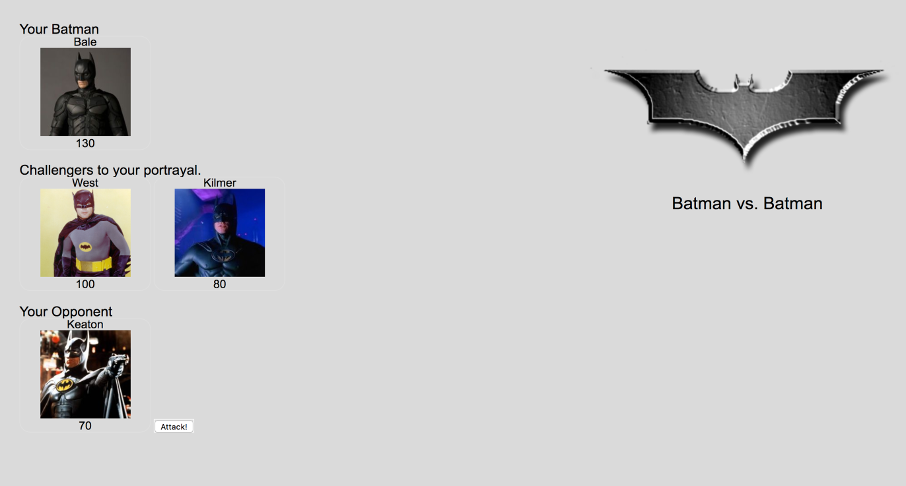 Your Batman
Bale
130
Challengers to your portrayal.
West
Kilmer
100
80
Your Opponent
Keaton
70
Attack!
Batman vs. Batman